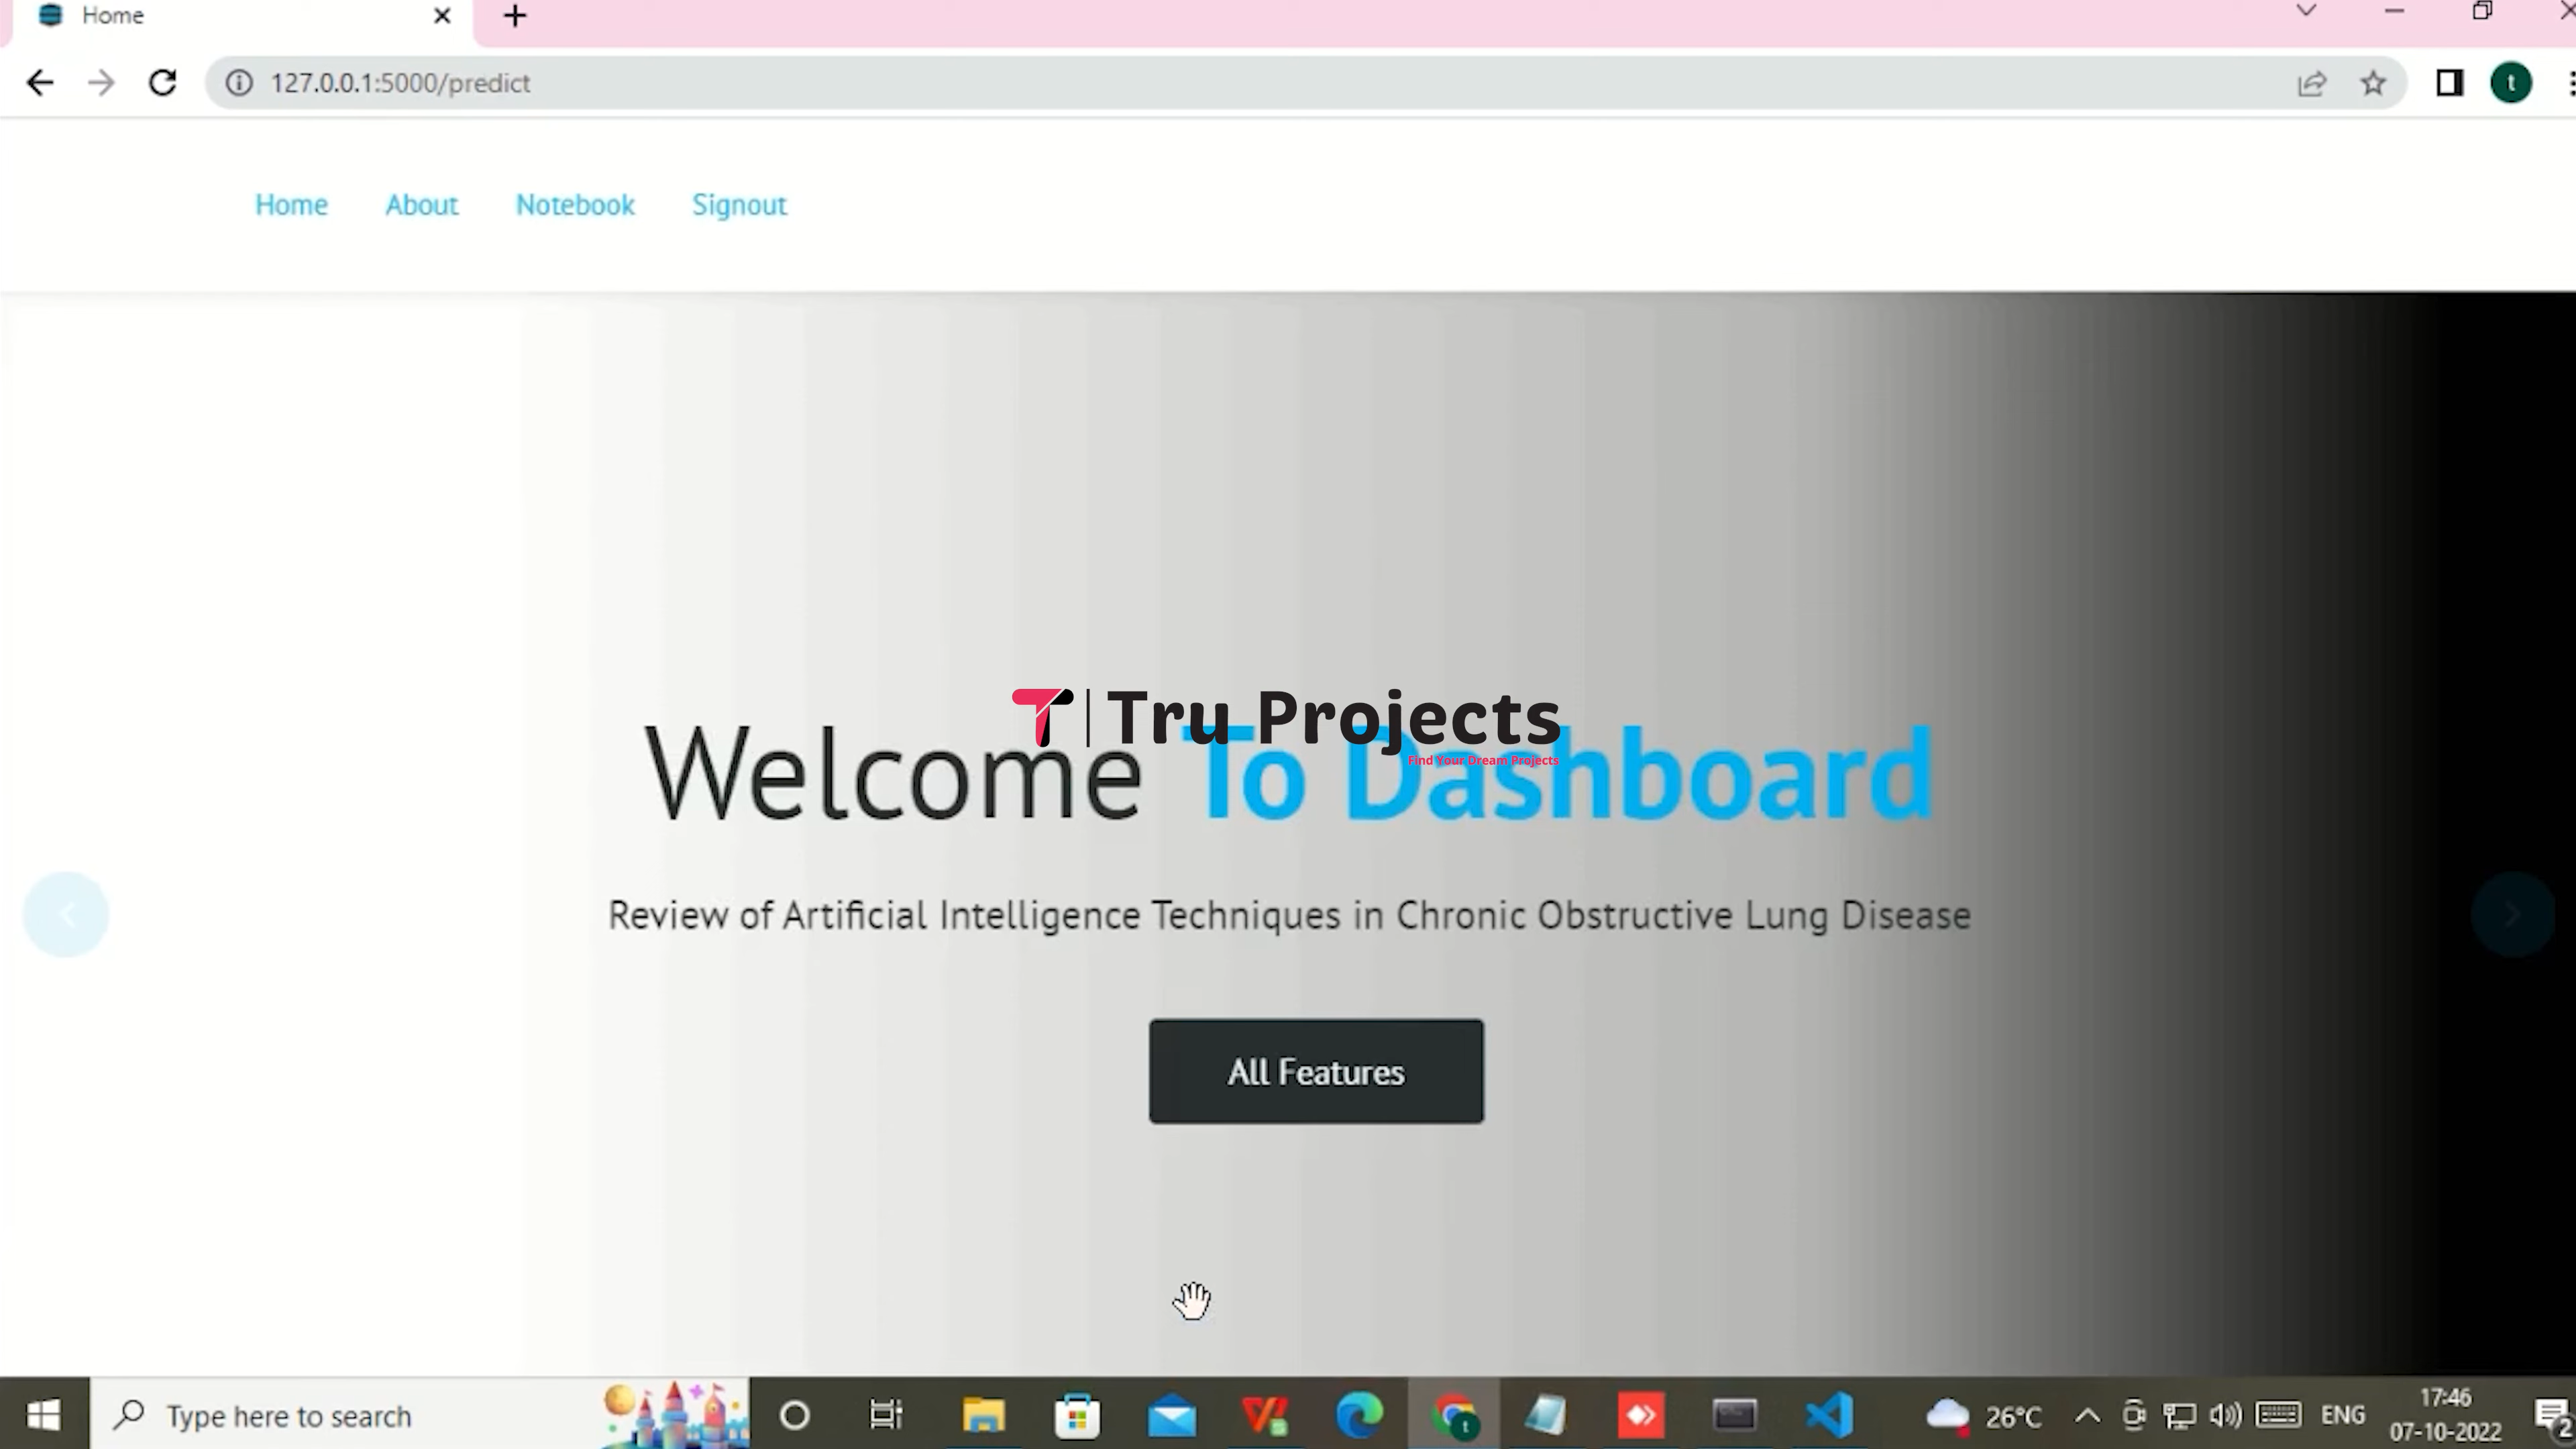 Home
127.0.0.1:5000/predict
t
Home About Notebook Signout
Tru Projects
Find Your Dream Projects
Welcome To Dashboard
Review of Artificial Intelligence Techniques in Chronic Obstructive Lung Disease
All Features
Type here to search
t
26°C
ENG
17:46
07-10-2022
2